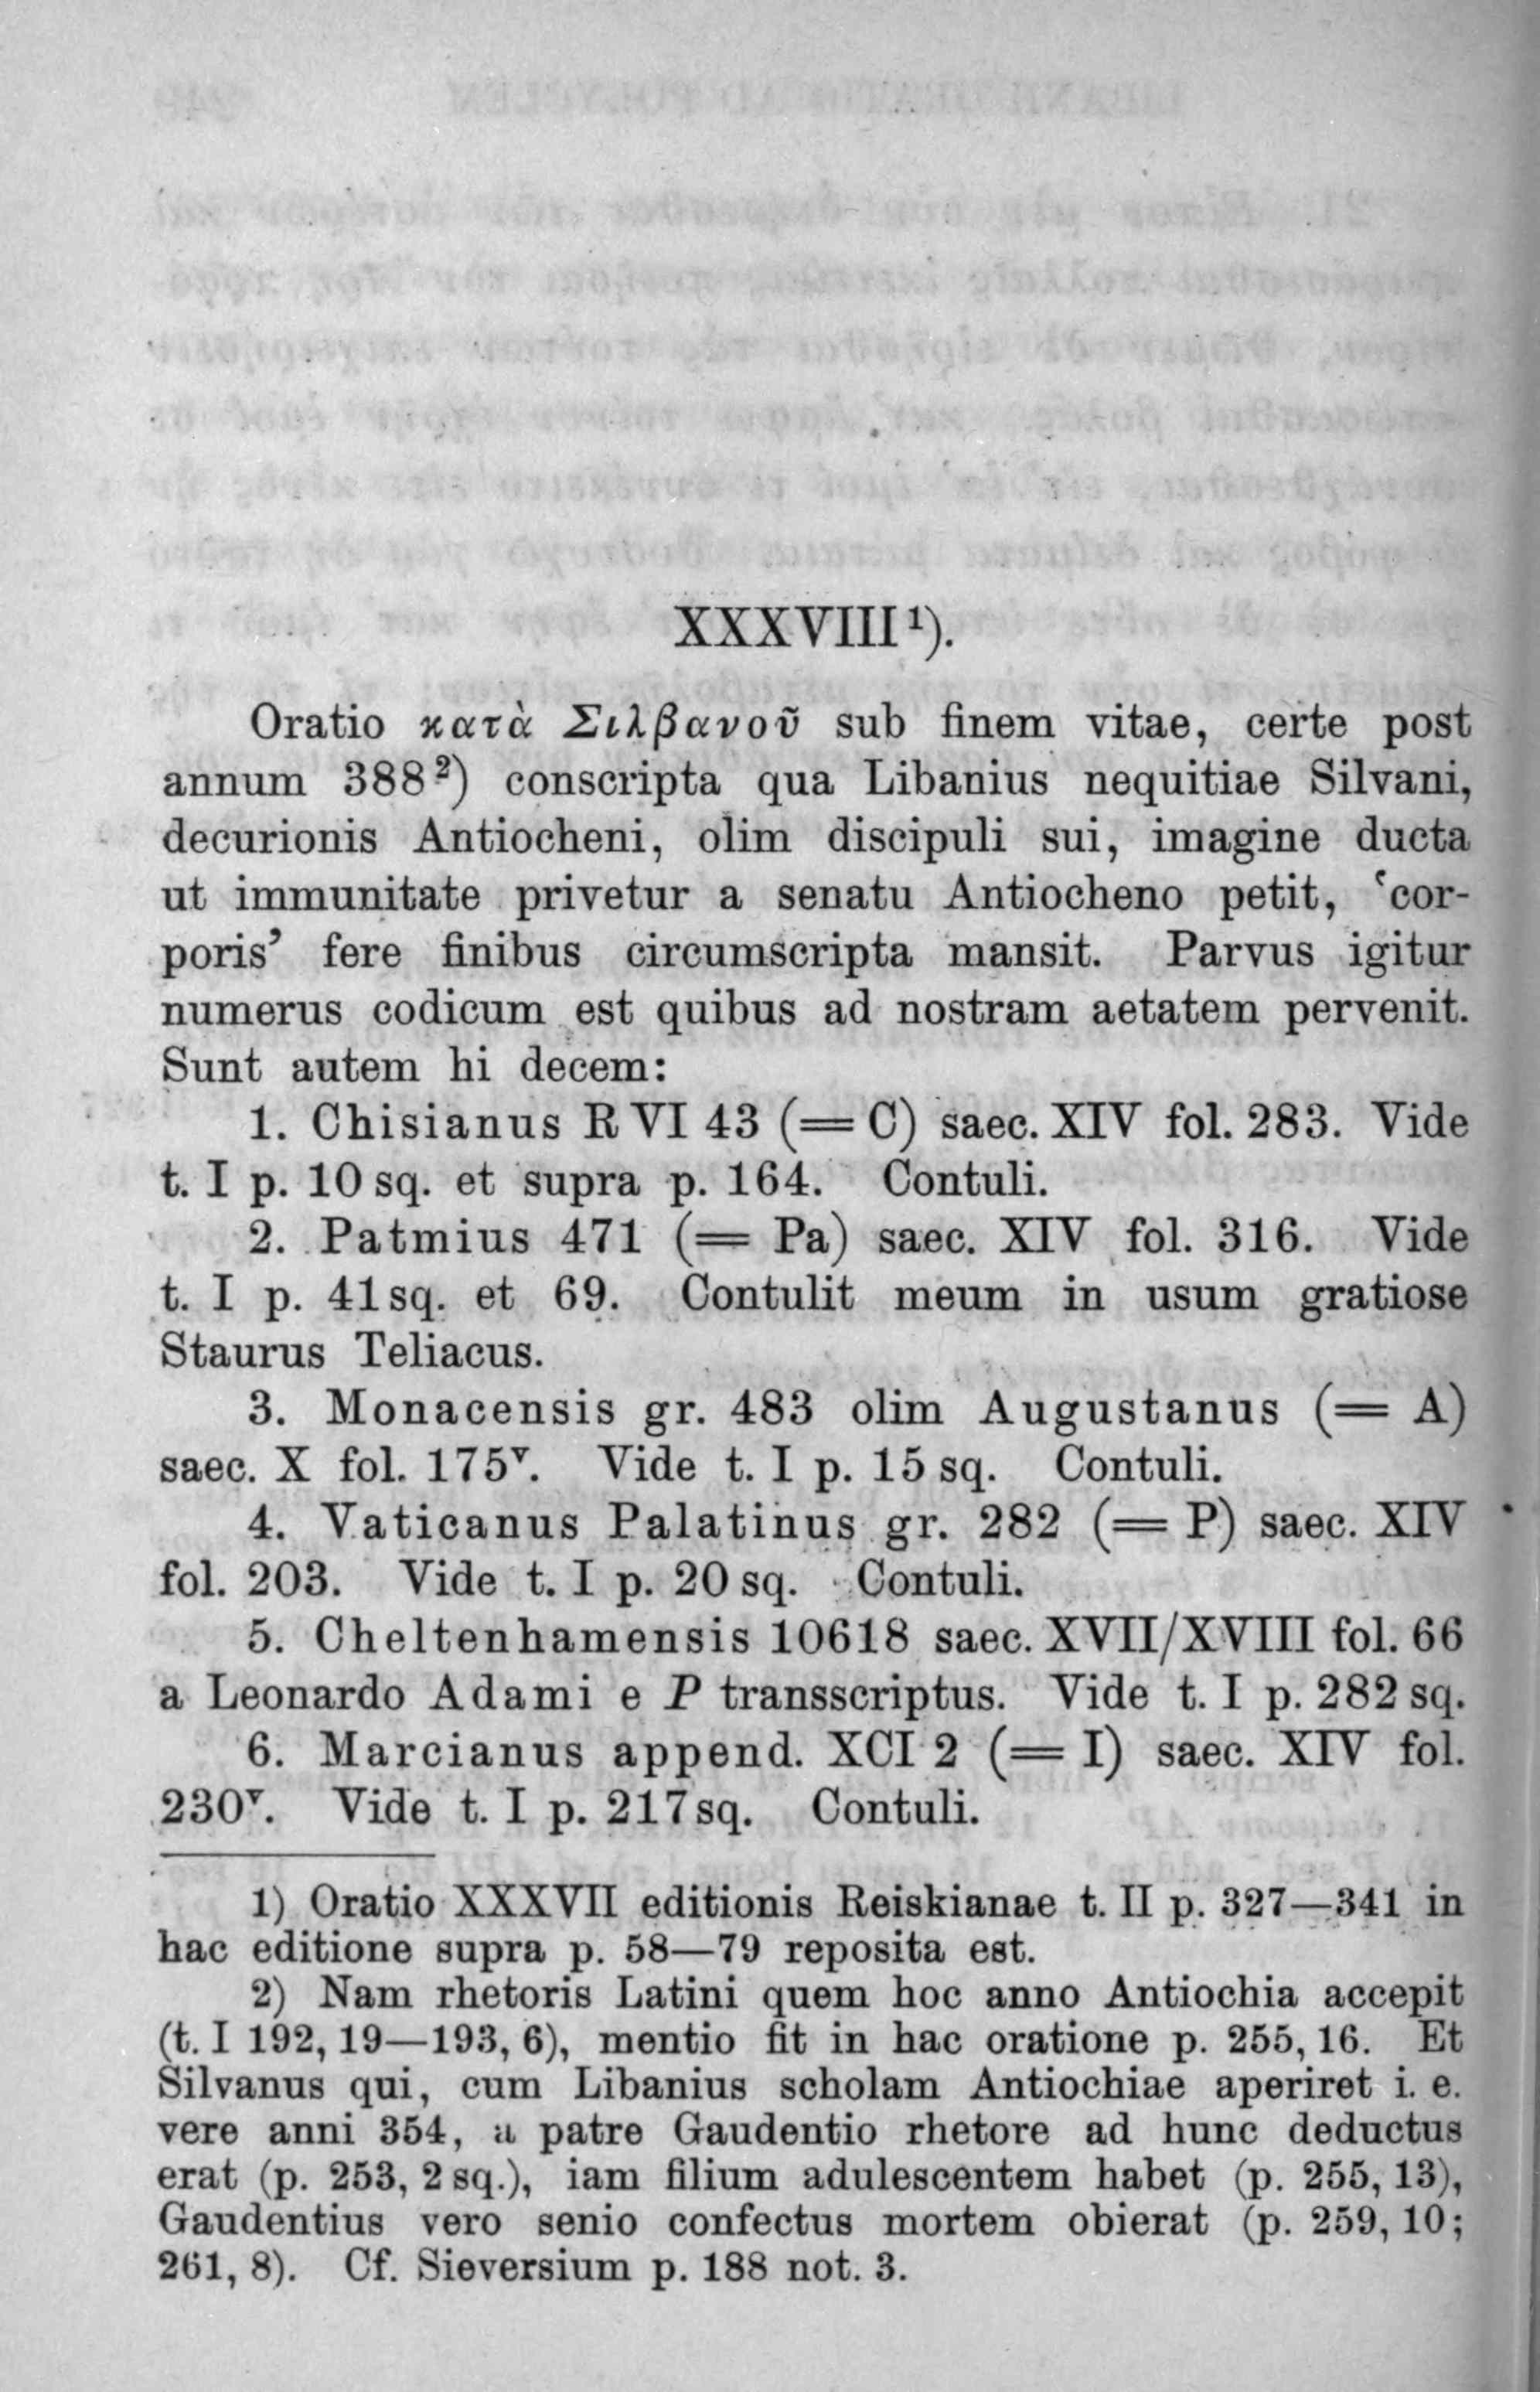 XXXVIII¹).
Oratio κατὰ Σιλβανοῦ sub finem vitae, certe post
annum 388²) conscripta qua Libanius nequitiae Silvani,
decurionis Antiocheni, olim discipuli sui, imagine ducta
ut immunitate privetur a senatu Antiocheno petit, ‘cor-
poris’ fere finibus circumscripta mansit. Parvus igitur
numerus codicum est quibus ad nostram aetatem pervenit.
Sunt autem hi decem:
1. Chisianus R VI 43 (= C) saec. XIV fol. 283. Vide
t. I p. 10 sq. et supra p. 164. Contuli.
2. Patmius 471 (= Pa) saec. XIV fol. 316. Vide
t. I p. 41 sq. et 69. Contulit meum in usum gratiose
Staurus Teliacus.
3. Monacensis gr. 483 olim Augustanus (= A)
saec. X fol. 175ᵛ. Vide t. I p. 15 sq. Contuli.
4. Vaticanus Palatinus gr. 282 (= P) saec. XIV
fol. 203. Vide t. I p. 20 sq. Contuli.
5. Cheltenhamensis 10618 saec. XVII/XVIII fol. 66
a Leonardo Adami e P transscriptus. Vide t. I p. 282 sq.
6. Marcianus append. XCI 2 (= I) saec. XIV fol.
230ᵛ. Vide t. I p. 217 sq. Contuli.
1) Oratio XXXVII editionis Reiskianae t. II p. 327—341 in
hac editione supra p. 58—79 reposita est.
2) Nam rhetoris Latini quem hoc anno Antiochia accepit
(t. I 192, 19—193, 6), mentio fit in hac oratione p. 255, 16. Et
Silvanus qui, cum Libanius scholam Antiochiae aperiret i. e.
vere anni 354, a patre Gaudentio rhetore ad hunc deductus
erat (p. 253, 2 sq.), iam filium adulescentem habet (p. 255, 13),
Gaudentius vero senio confectus mortem obierat (p. 259, 10;
261, 8). Cf. Sieversium p. 188 not. 3.